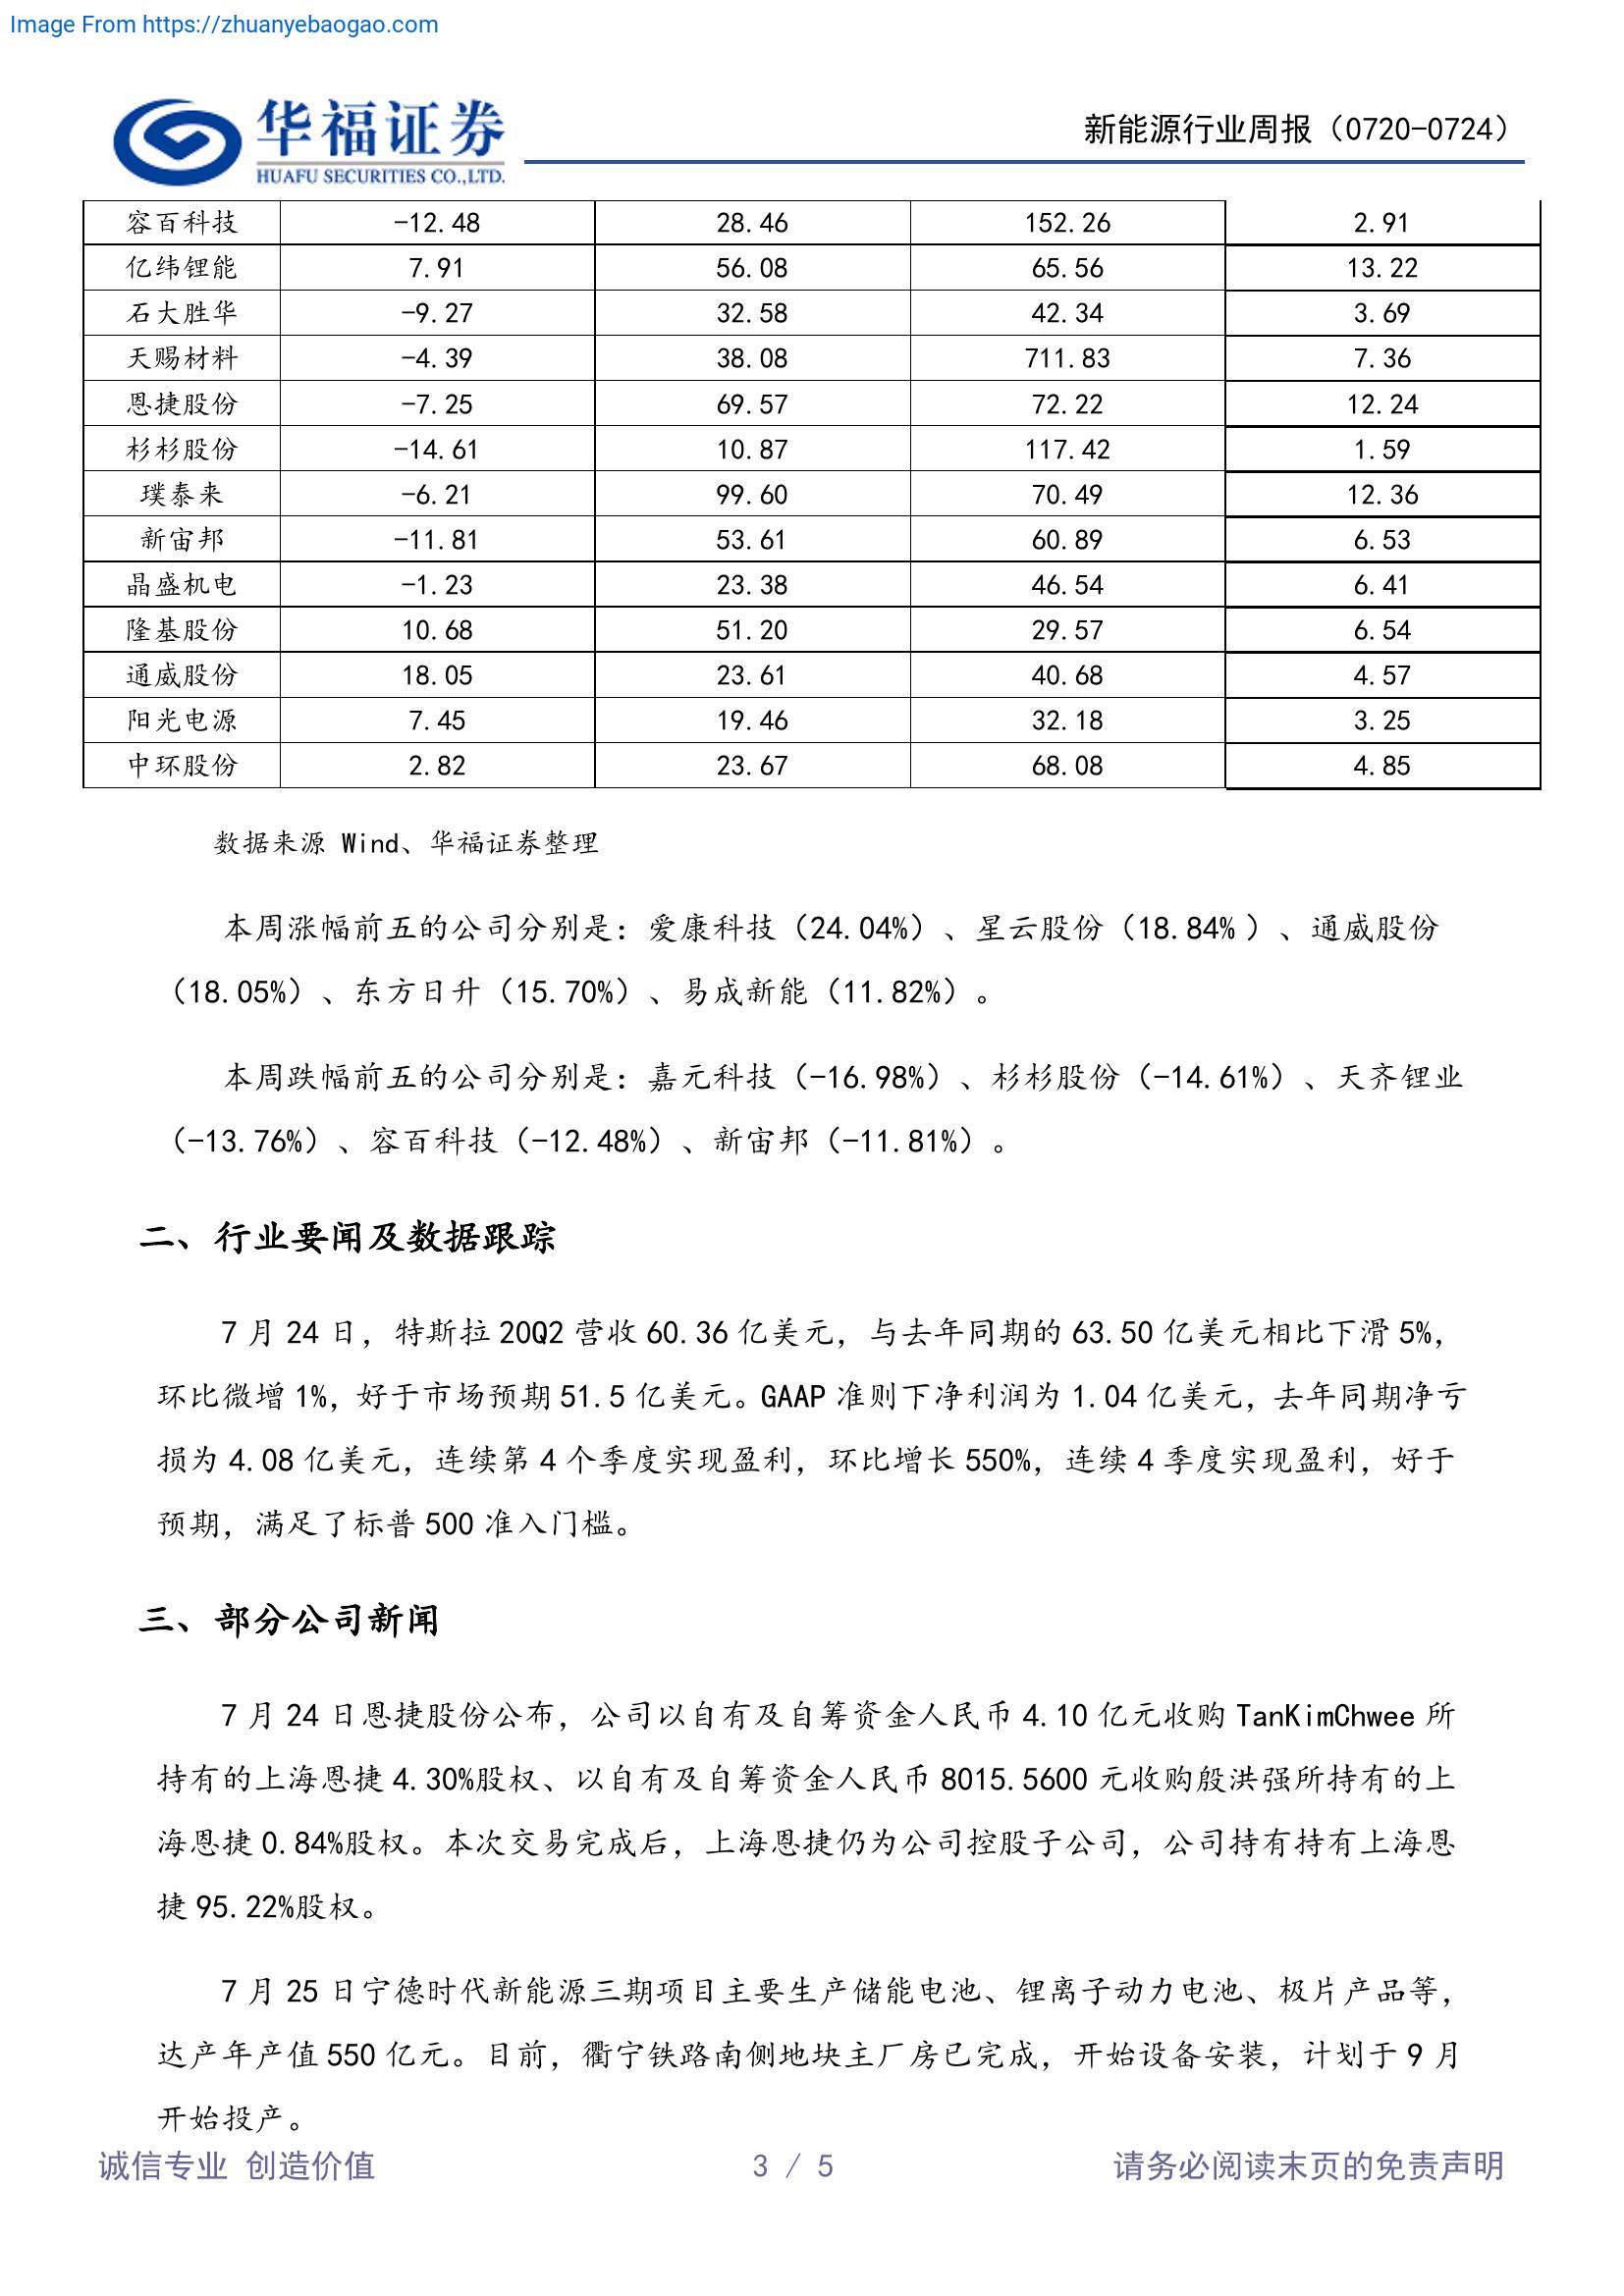 Image From https://zhuanyebaogao.com
华福证券
HUAFU SECURITIES CO.,LTD.
新能源行业周报（0720-0724）
容百科技 -12.48 28.46 152.26 2.91
亿纬锂能 7.91 56.08 65.56 13.22
石大胜华 -9.27 32.58 42.34 3.69
天赐材料 -4.39 38.08 711.83 7.36
恩捷股份 -7.25 69.57 72.22 12.24
杉杉股份 -14.61 10.87 117.42 1.59
璞泰来 -6.21 99.60 70.49 12.36
新宙邦 -11.81 53.61 60.89 6.53
晶盛机电 -1.23 23.38 46.54 6.41
隆基股份 10.68 51.20 29.57 6.54
通威股份 18.05 23.61 40.68 4.57
阳光电源 7.45 19.46 32.18 3.25
中环股份 2.82 23.67 68.08 4.85
数据来源 Wind、华福证券整理
本周涨幅前五的公司分别是：爱康科技（24.04%）、星云股份（18.84% ）、通威股份
（18.05%）、东方日升（15.70%）、易成新能（11.82%）。
本周跌幅前五的公司分别是：嘉元科技（-16.98%）、杉杉股份（-14.61%）、天齐锂业
（-13.76%）、容百科技（-12.48%）、新宙邦（-11.81%）。
二、行业要闻及数据跟踪
7 月 24 日，特斯拉 20Q2 营收 60.36 亿美元，与去年同期的 63.50 亿美元相比下滑 5%，
环比微增 1%，好于市场预期 51.5 亿美元。GAAP 准则下净利润为 1.04 亿美元，去年同期净亏
损为 4.08 亿美元，连续第 4 个季度实现盈利，环比增长 550%，连续 4 季度实现盈利，好于
预期，满足了标普 500 准入门槛。
三、部分公司新闻
7 月 24 日恩捷股份公布，公司以自有及自筹资金人民币 4.10 亿元收购 TanKimChwee 所
持有的上海恩捷 4.30%股权、以自有及自筹资金人民币 8015.5600 元收购殷洪强所持有的上
海恩捷 0.84%股权。本次交易完成后，上海恩捷仍为公司控股子公司，公司持有持有上海恩
捷 95.22%股权。
7 月 25 日宁德时代新能源三期项目主要生产储能电池、锂离子动力电池、极片产品等，
达产年产值 550 亿元。目前，衢宁铁路南侧地块主厂房已完成，开始设备安装，计划于 9 月
开始投产。
诚信专业 创造价值 3 / 5 请务必阅读末页的免责声明